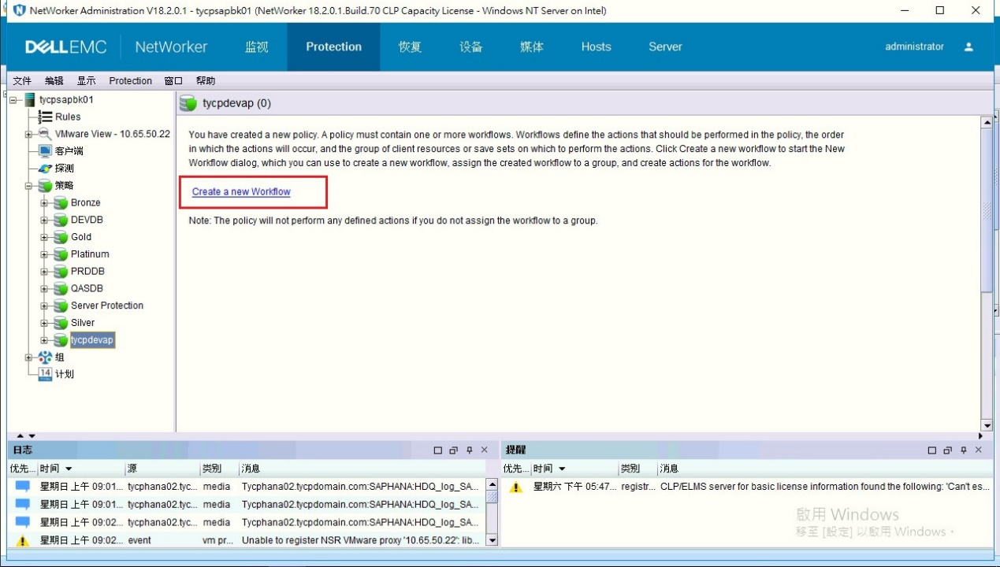 NetWorker Administration V18.2.0.1 - tycpsapbk01 (NetWorker 18.2.0.1.Build.70 CLP Capacity License - Windows NT Server on Intel)
DELLEMC NetWorker 监视 Protection 恢复 设备 媒体 Hosts Server administrator
文件 编辑 显示 Protection 窗口 帮助
tycpsapbk01
Rules
VMware View - 10.65.50.22
客户端
探测
策略
Bronze
DEVDB
Gold
Platinum
PRDDB
QASDB
Server Protection
Silver
tycpdevap
组
14 计划
tycpdevap (0)
You have created a new policy. A policy must contain one or more workflows. Workflows define the actions that should be performed in the policy, the order
in which the actions will occur, and the group of client resources or save sets on which to perform the actions. Click Create a new workflow to start the New
Workflow dialog, which you can use to create a new workflow, assign the created workflow to a group, and create actions for the workflow.
Create a new Workflow
Note: The policy will not perform any defined actions if you do not assign the workflow to a group.
日志
优先... 时间 源 类别 消息
星期日 上午 09:01... tycphana02.tyc... media Tycphana02.tycpdomain.com:SAPHANA:HDQ_log_SA...
星期日 上午 09:01... tycphana02.tyc... media Tycphana02.tycpdomain.com:SAPHANA:HDQ_log_SA...
星期日 上午 09:02... tycphana02.tyc... media Tycphana02.tycpdomain.com:SAPHANA:HDQ_log_SA...
星期日 上午 09:02... event vm pr... Unable to register NSR VMware proxy '10.65.50.22': lib...
提醒
优先... 时间 类别 消息
星期六 下午 05:47... registr... CLP/ELMS server for basic license information found the following: 'Can't es...
啟用 Windows
移至 [設定] 以啟用 Windows。